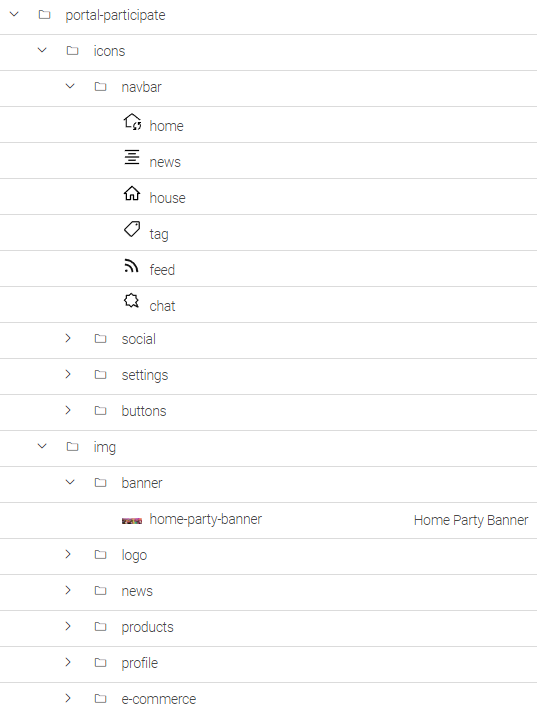 portal-participate
icons
navbar
home
news
house
tag
feed
chat
social
settings
buttons
img
banner
home-party-banner Home Party Banner
logo
news
products
profile
e-commerce